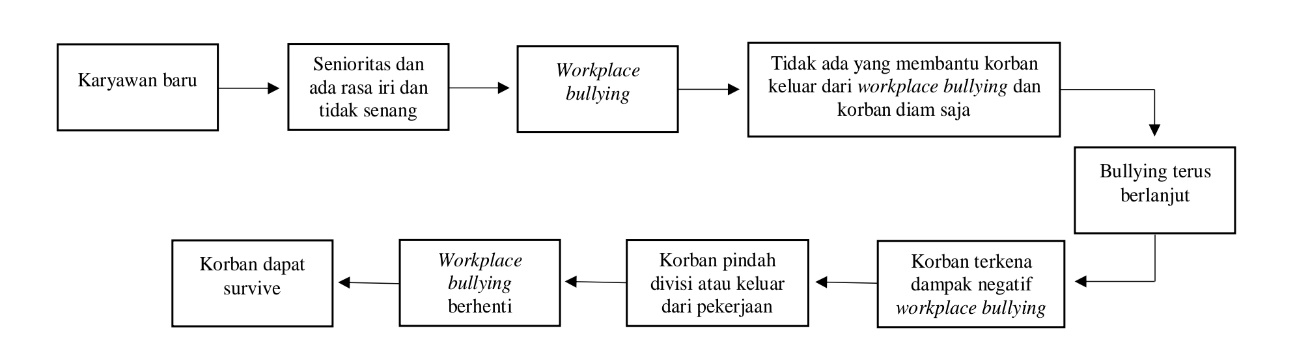 Karyawan baru
Senioritas dan
ada rasa iri dan
tidak senang
Workplace
bullying
Tidak ada yang membantu korban
keluar dari workplace bullying dan
korban diam saja
Bullying terus
berlanjut
Korban terkena
dampak negatif
workplace bullying
Korban pindah
divisi atau keluar
dari pekerjaan
Workplace
bullying
berhenti
Korban dapat
survive